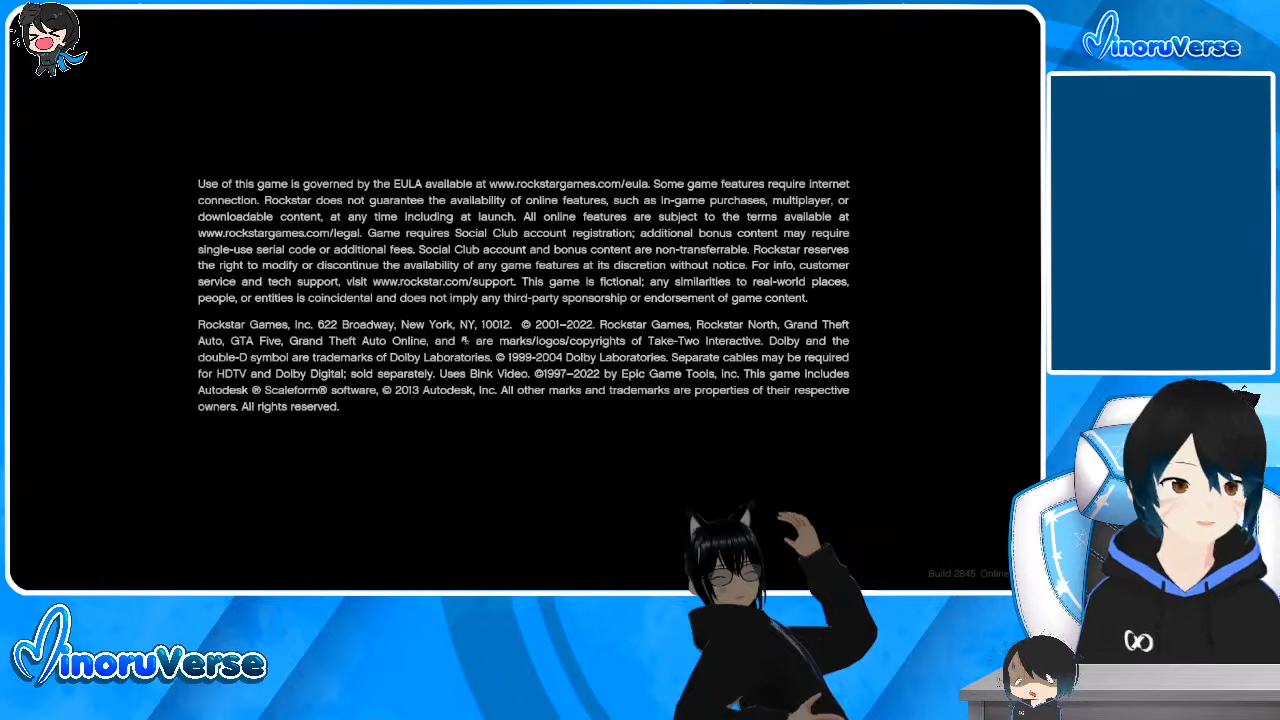 MinoruVerse
Use of this game is governed by the EULA available at www.rockstargames.com/eula. Some game features require internet
connection. Rockstar does not guarantee the availability of online features, such as in-game purchases, multiplayer, or
downloadable content, at any time including at launch. All online features are subject to the terms available at
www.rockstargames.com/legal. Game requires Social Club account registration; additional bonus content may require
single-use serial code or additional fees. Social Club account and bonus content are non-transferrable. Rockstar reserves
the right to modify or discontinue the availability of any game features at its discretion without notice. For info, customer
service and tech support, visit www.rockstar.com/support. This game is fictional; any similarities to real-world places,
people, or entities is coincidental and does not imply any third-party sponsorship or endorsement of game content.
Rockstar Games, Inc. 622 Broadway, New York, NY, 10012. © 2001–2022. Rockstar Games, Rockstar North, Grand Theft
Auto, GTA Five, Grand Theft Auto Online, and R* are marks/logos/copyrights of Take-Two Interactive. Dolby and the
double-D symbol are trademarks of Dolby Laboratories. © 1999-2004 Dolby Laboratories. Separate cables may be required
for HDTV and Dolby Digital; sold separately. Uses Bink Video. ©1997–2022 by Epic Game Tools, Inc. This game includes
Autodesk ® Scaleform® software, © 2013 Autodesk, Inc. All other marks and trademarks are properties of their respective
owners. All rights reserved.
Build 2845 Online
MinoruVerse